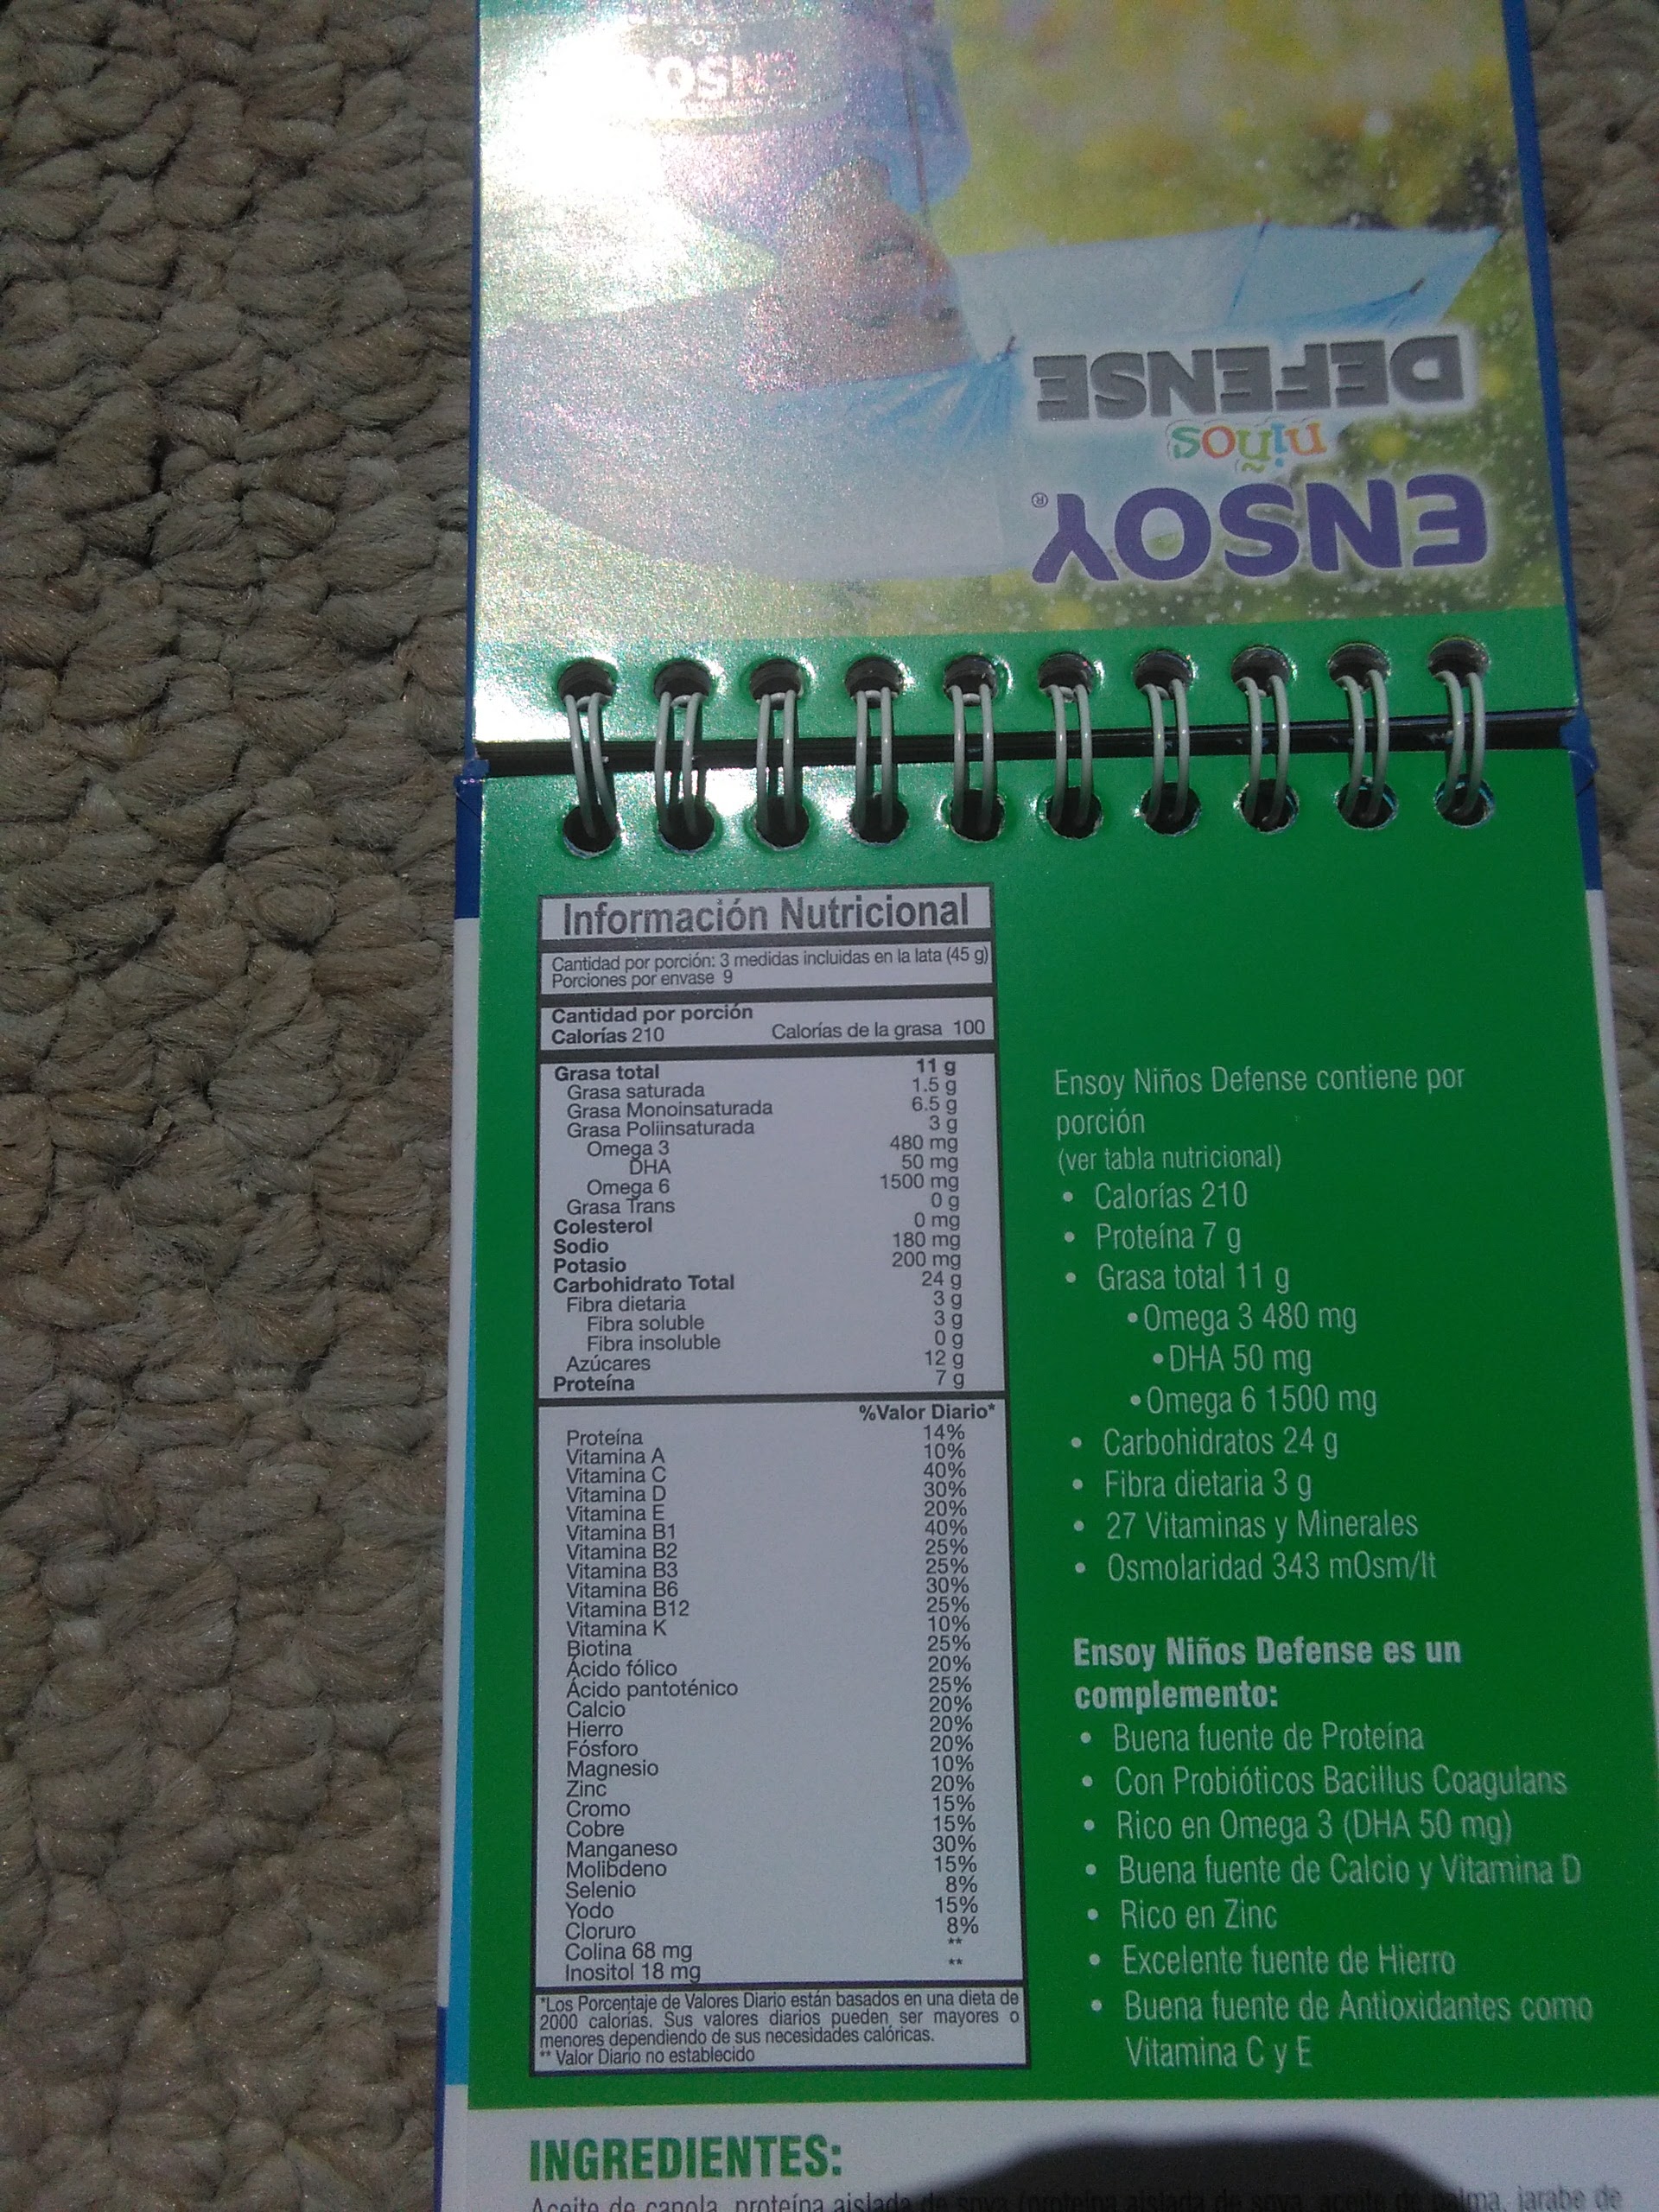 ENSOY
ENSOY®
niños
DEFENSE
Información Nutricional
Cantidad por porción: 3 medidas incluidas en la lata (45 g)
Porciones por envase 9
Cantidad por porción
Calorías 210 Calorías de la grasa 100
Grasa total 11 g
Grasa saturada 1.5 g
Grasa Monoinsaturada 6.5 g
Grasa Poliinsaturada 3 g
Omega 3 480 mg
DHA 50 mg
Omega 6 1500 mg
Grasa Trans 0 g
Colesterol 0 mg
Sodio 180 mg
Potasio 200 mg
Carbohidrato Total 24 g
Fibra dietaria 3 g
Fibra soluble 3 g
Fibra insoluble 0 g
Azúcares 12 g
Proteína 7 g
%Valor Diario*
Proteína 14%
Vitamina A 10%
Vitamina C 40%
Vitamina D 30%
Vitamina E 20%
Vitamina B1 40%
Vitamina B2 25%
Vitamina B3 25%
Vitamina B6 30%
Vitamina B12 25%
Vitamina K 10%
Biotina 25%
Ácido fólico 20%
Ácido pantoténico 25%
Calcio 20%
Hierro 20%
Fósforo 20%
Magnesio 10%
Zinc 20%
Cromo 15%
Cobre 15%
Manganeso 30%
Molibdeno 15%
Selenio 8%
Yodo 15%
Cloruro 8%
Colina 68 mg **
Inositol 18 mg **
*Los Porcentaje de Valores Diario están basados en una dieta de
2000 calorías. Sus valores diarios pueden ser mayores o
menores dependiendo de sus necesidades calóricas.
** Valor Diario no establecido
Ensoy Niños Defense contiene por
porción
(ver tabla nutricional)
• Calorías 210
• Proteína 7 g
• Grasa total 11 g
• Omega 3 480 mg
• DHA 50 mg
• Omega 6 1500 mg
• Carbohidratos 24 g
• Fibra dietaria 3 g
• 27 Vitaminas y Minerales
• Osmolaridad 343 mOsm/lt
Ensoy Niños Defense es un
complemento:
• Buena fuente de Proteína
• Con Probióticos Bacillus Coagulans
• Rico en Omega 3 (DHA 50 mg)
• Buena fuente de Calcio y Vitamina D
• Rico en Zinc
• Excelente fuente de Hierro
• Buena fuente de Antioxidantes como
Vitamina C y E
INGREDIENTES:
Aceite de canola, proteína aislada de soya (proteína aislada de soya, aceite de palma, jarabe de